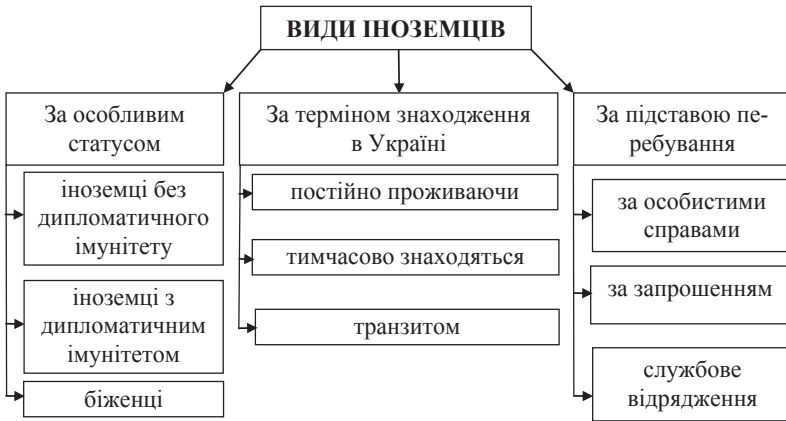 ВИДИ ІНОЗЕМЦІВ
За особливим
статусом
іноземці без
дипломатичного
імунітету
іноземці з
дипломатичним
імунітетом
біженці
За терміном знаходження
в Україні
постійно проживаючи
тимчасово знаходяться
транзитом
За підставою пе-
ребування
за особистими
справами
за запрошенням
службове
відрядження